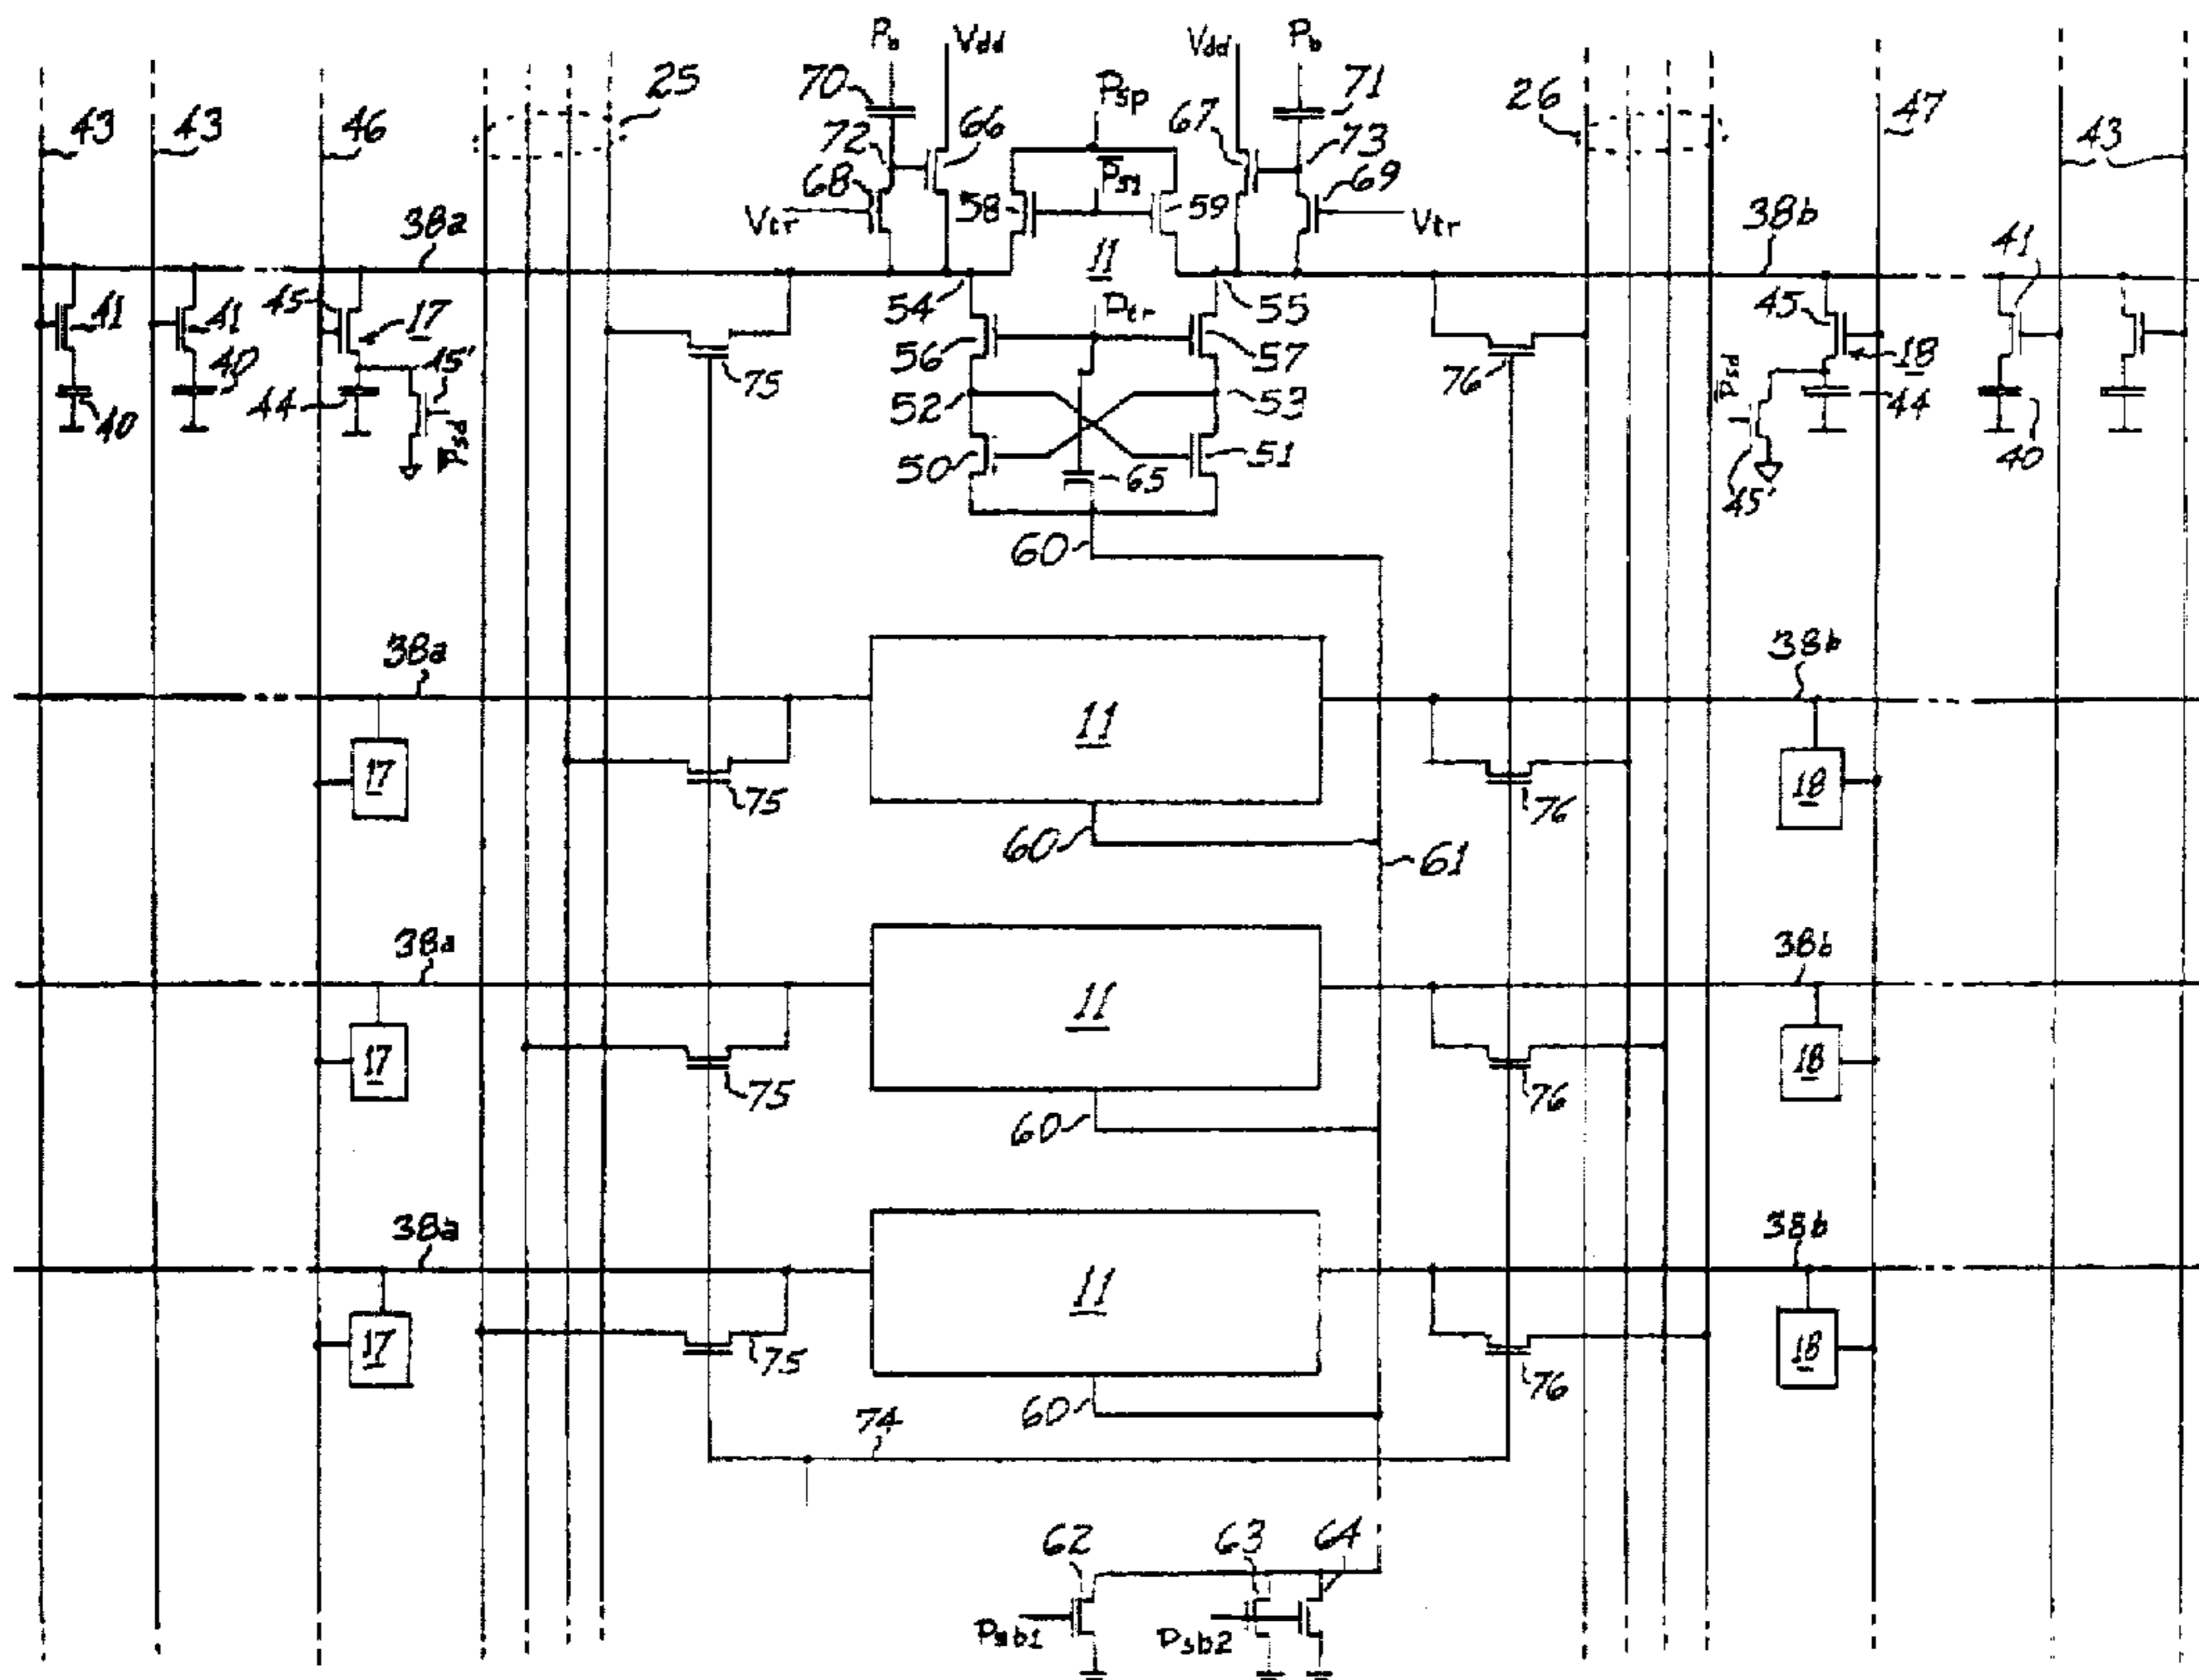 Pb Vdd Vdd Pb
25 70 Psp 71 26
43 43 46 72 66 67 73 47 43
68 Ps1 69
Vtr 58 59 Vtr
38a 11 38b 41
45 54 Ptr 55 45
41 41 17 56 57 18
45' 75 76 Psd
40 40 44 52 53 44 40
Psd 50 51 45'
65
60
38a 38b
11
17 75 76 18
60 61
38a 38b
11
17 75 76 18
60
38a 38b
11
17 75 76 18
60
74
62 63 64
Psb1 Psb2